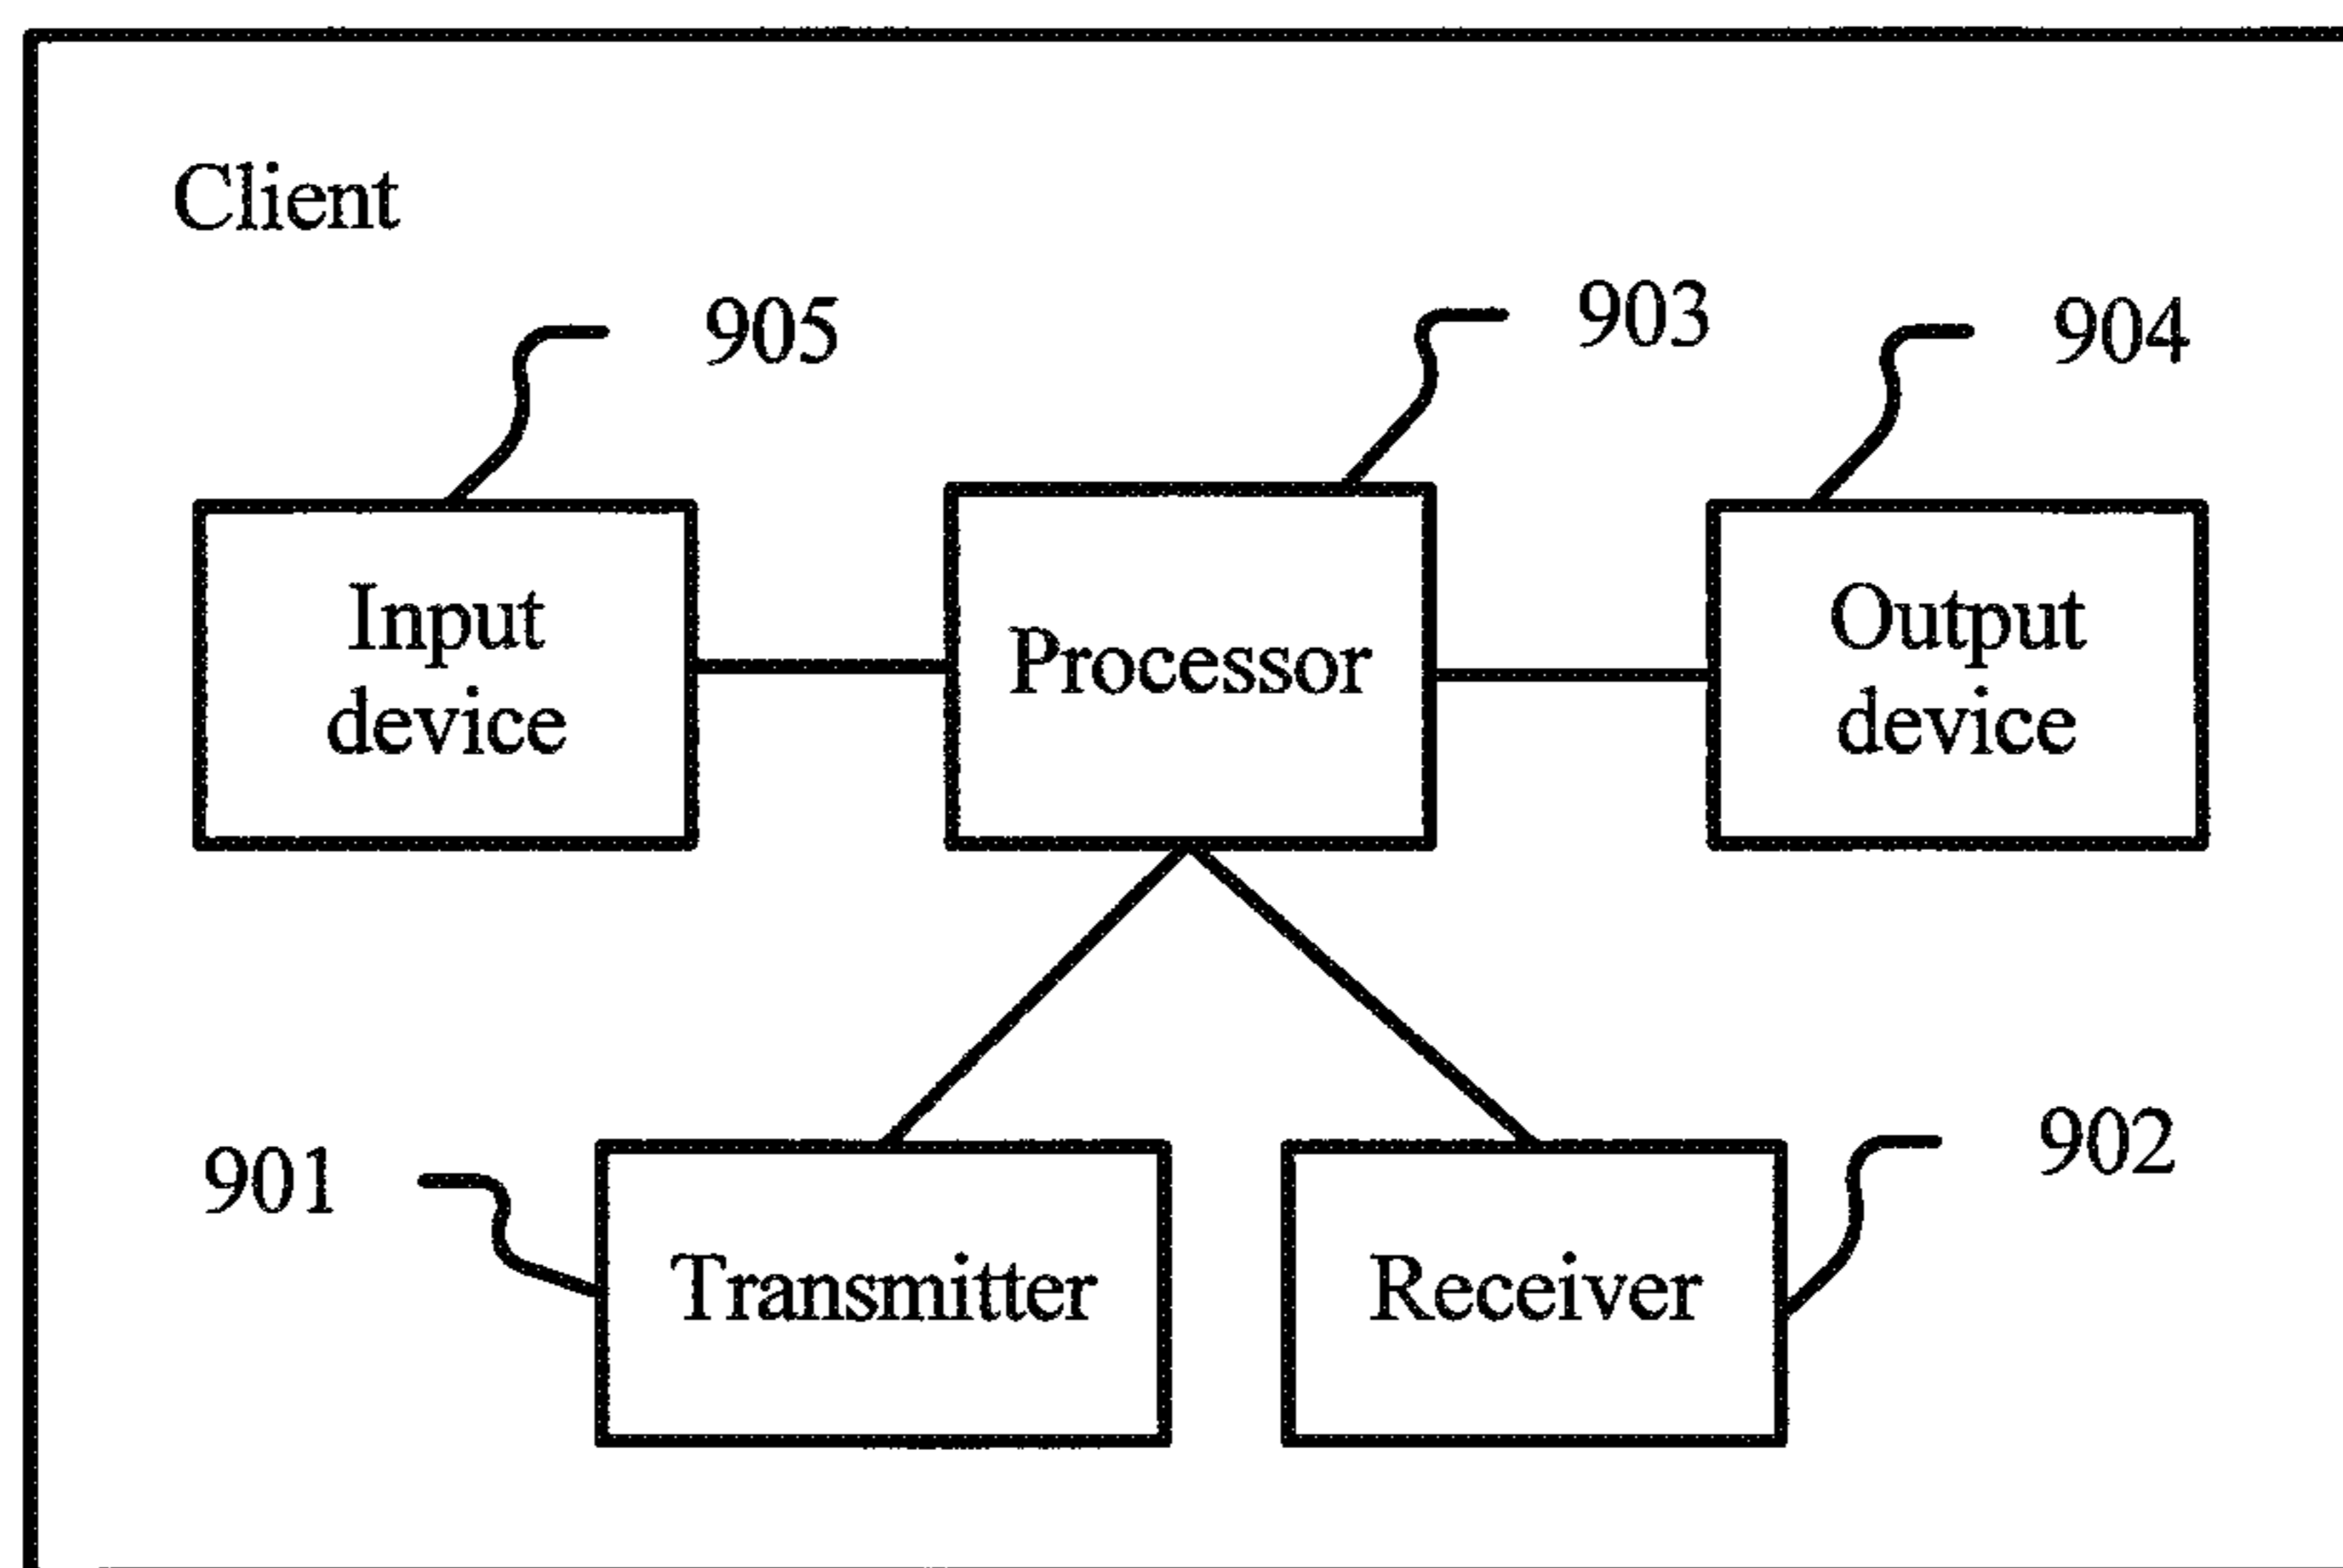 Client
905
903
904
Input
device
Processor
Output
device
901
902
Transmitter
Receiver